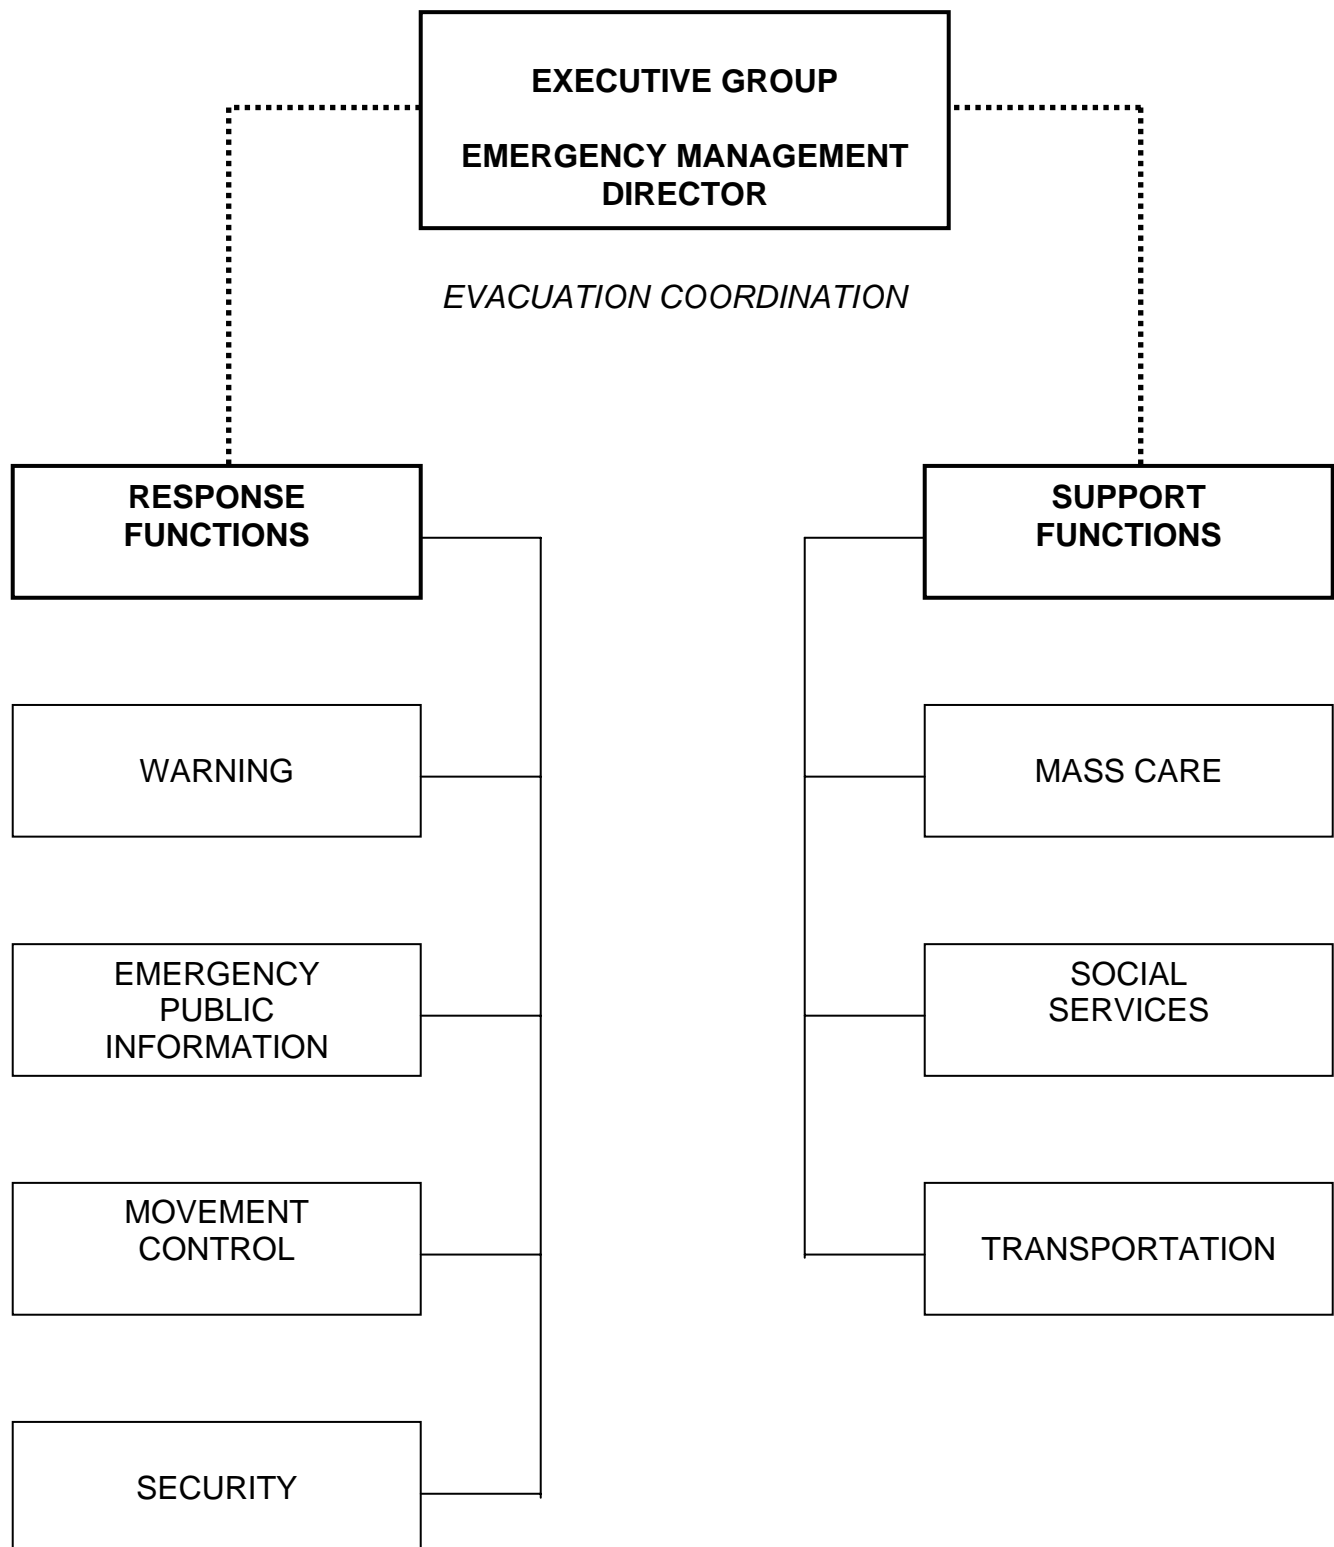 EXECUTIVE GROUP
EMERGENCY MANAGEMENT
DIRECTOR
EVACUATION COORDINATION
RESPONSE
FUNCTIONS
SUPPORT
FUNCTIONS
WARNING
MASS CARE
EMERGENCY
PUBLIC
INFORMATION
SOCIAL
SERVICES
MOVEMENT
CONTROL
TRANSPORTATION
SECURITY